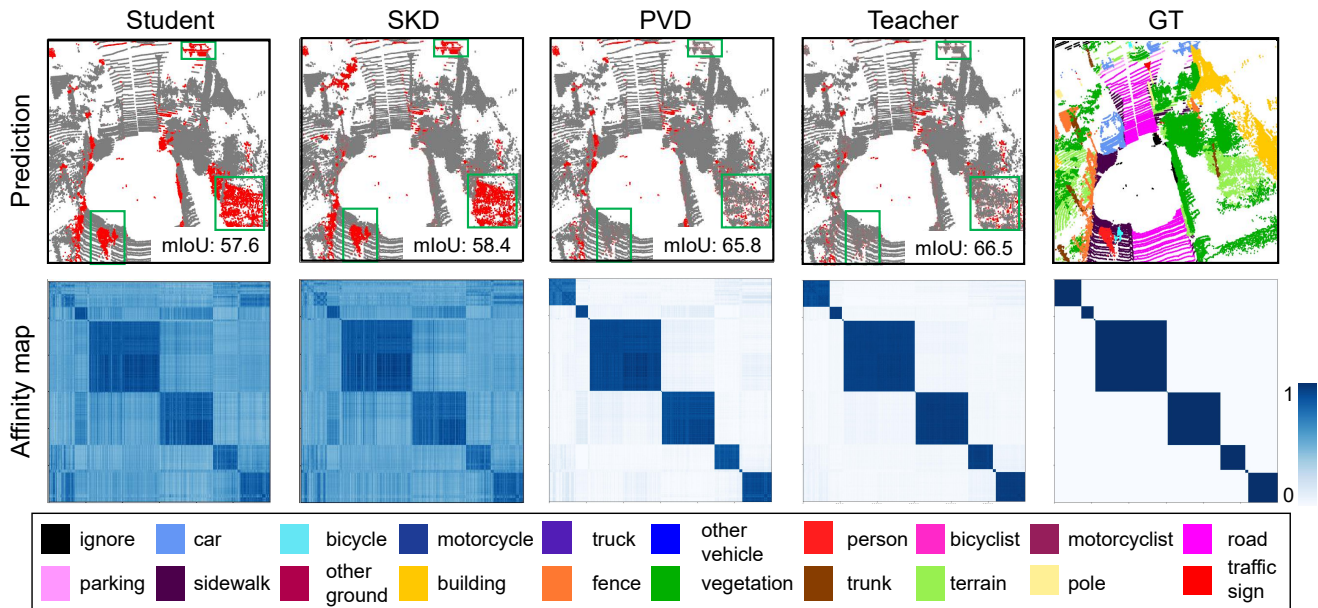 Student SKD PVD Teacher GT
Prediction
mIoU: 57.6 mIoU: 58.4 mIoU: 65.8 mIoU: 66.5
Affinity map
1
0
ignore car bicycle motorcycle truck other vehicle person bicyclist motorcyclist road
parking sidewalk other ground building fence vegetation trunk terrain pole traffic sign